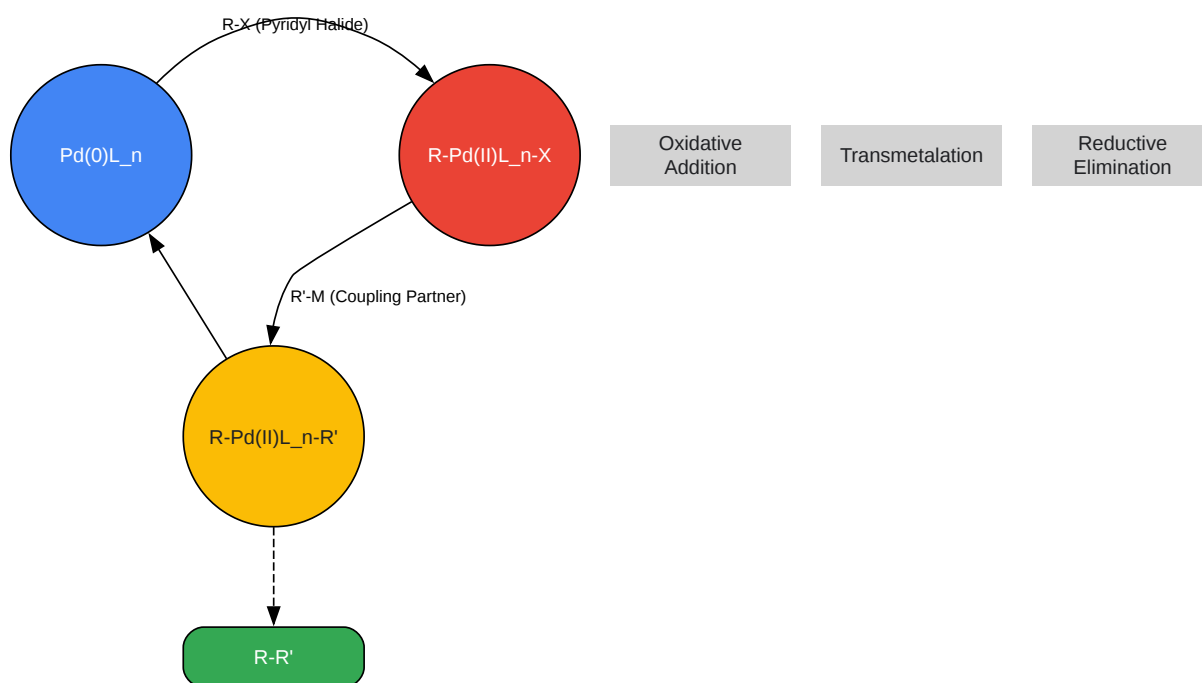 R-X (Pyridyl Halide)
Pd(0)L_n
R-Pd(II)L_n-X
Oxidative
Addition
Transmetalation
Reductive
Elimination
R'-M (Coupling Partner)
R-Pd(II)L_n-R'
R-R'